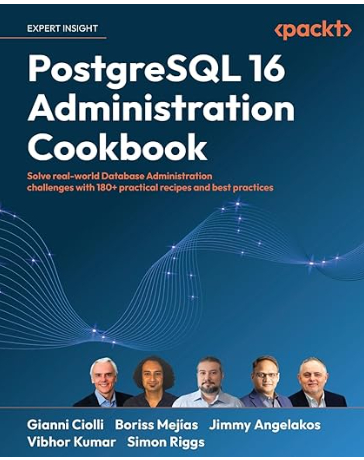 EXPERT INSIGHT
<packt>
PostgreSQL 16
Administration
Cookbook
Solve real-world Database Administration
challenges with 180+ practical recipes and best practices
Gianni Ciolli Boriss Mejías Jimmy Angelakos
Vibhor Kumar Simon Riggs